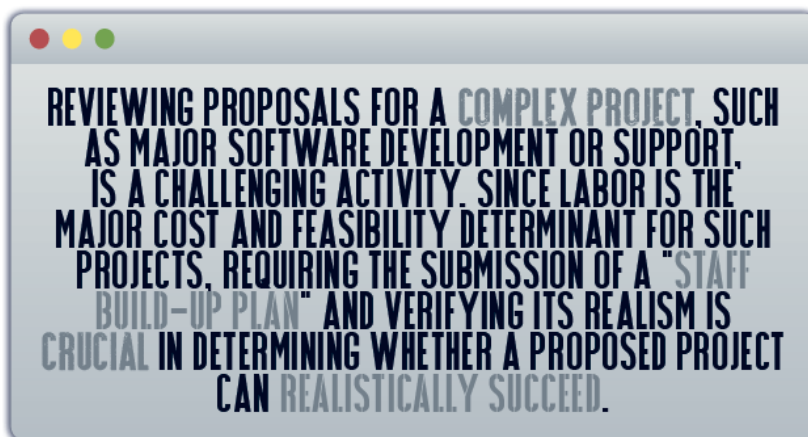 REVIEWING PROPOSALS FOR A COMPLEX PROJECT, SUCH
AS MAJOR SOFTWARE DEVELOPMENT OR SUPPORT,
IS A CHALLENGING ACTIVITY. SINCE LABOR IS THE
MAJOR COST AND FEASIBILITY DETERMINANT FOR SUCH
PROJECTS, REQUIRING THE SUBMISSION OF A "STAFF
BUILD-UP PLAN" AND VERIFYING ITS REALISM IS
CRUCIAL IN DETERMINING WHETHER A PROPOSED PROJECT
CAN REALISTICALLY SUCCEED.